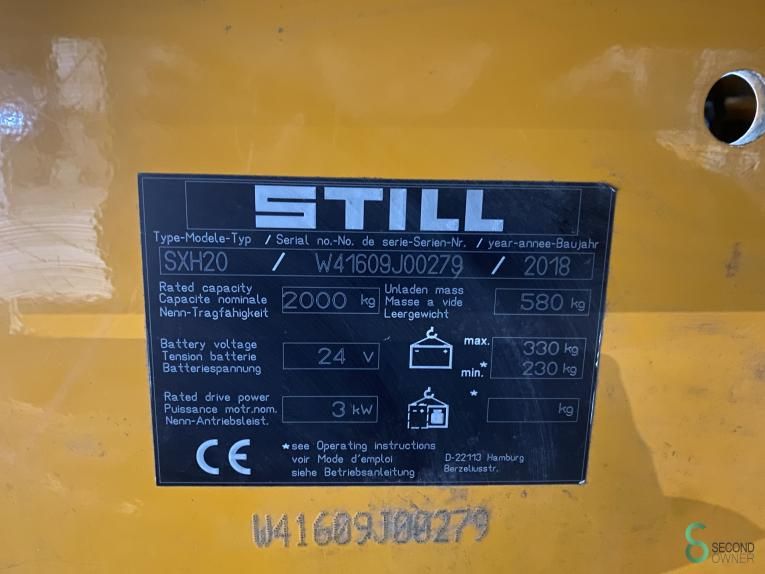 STILL
Type-Modele-Typ / Serial no.-No. de serie-Serien-Nr. / year-annee-Baujahr
SXH20 / W41609J00279 / 2018
Rated capacity
Capacite nominale
Nenn-Tragfähigkeit
2000 kg
Unladen mass
Masse a vide
Leergewicht
580 kg
Battery voltage
Tension batterie
Batteriespannung
24 V
max. 330 kg
min.* 230 kg
Rated drive power
Puissance motr.nom.
Nenn-Antriebsleist.
3 kW
* kg
CE
*see Operating instructions
voir Mode d'emploi
siehe Betriebsanleitung
D-22113 Hamburg
Berzeliusstr.
W41609J00279
SECOND
OWNER